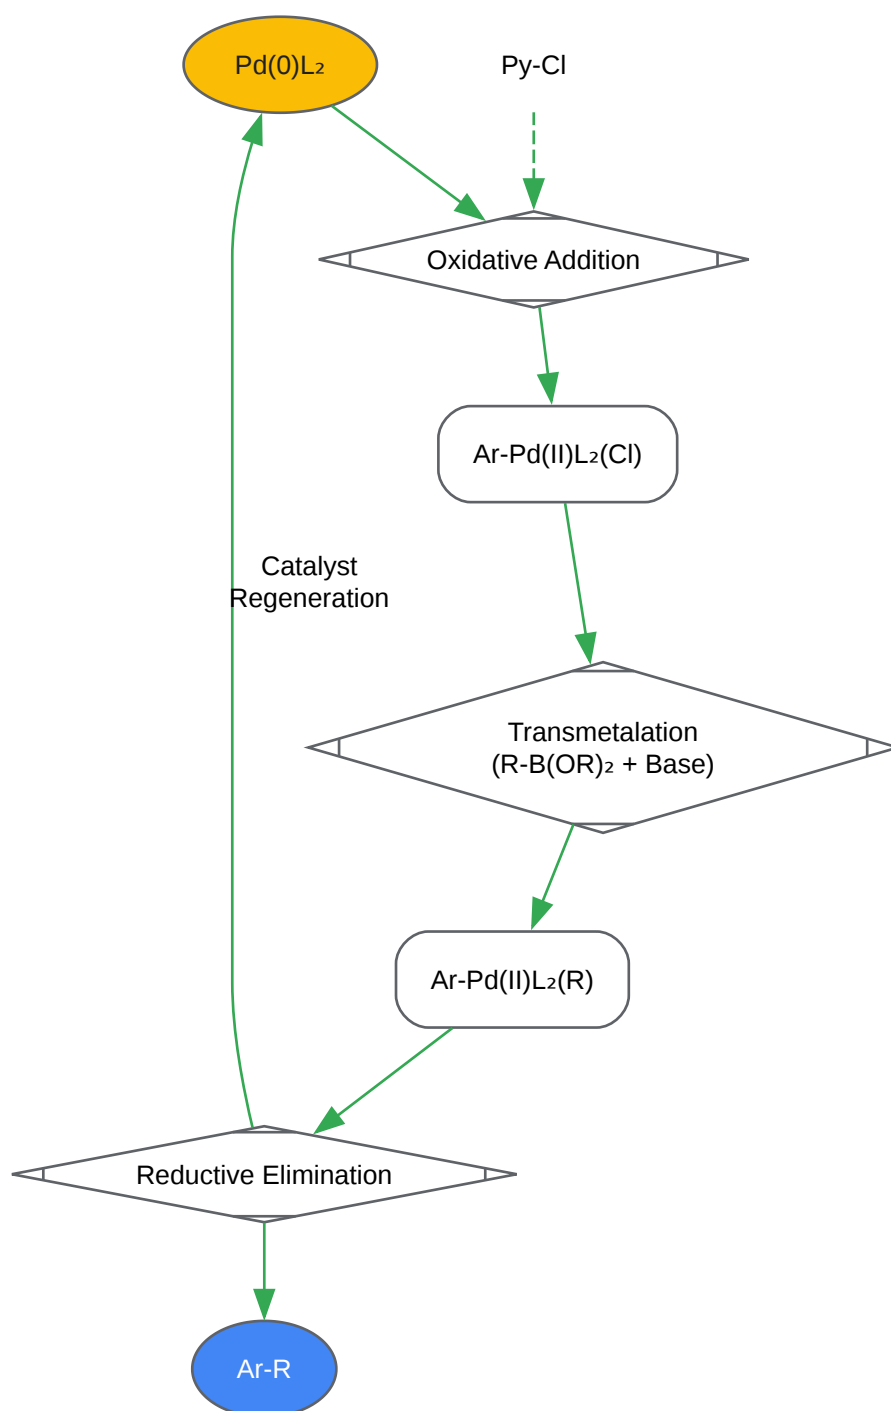 Pd(0)L₂
Py-Cl
Oxidative Addition
Ar-Pd(II)L₂(Cl)
Catalyst
Regeneration
Transmetalation
(R-B(OR)₂ + Base)
Ar-Pd(II)L₂(R)
Reductive Elimination
Ar-R